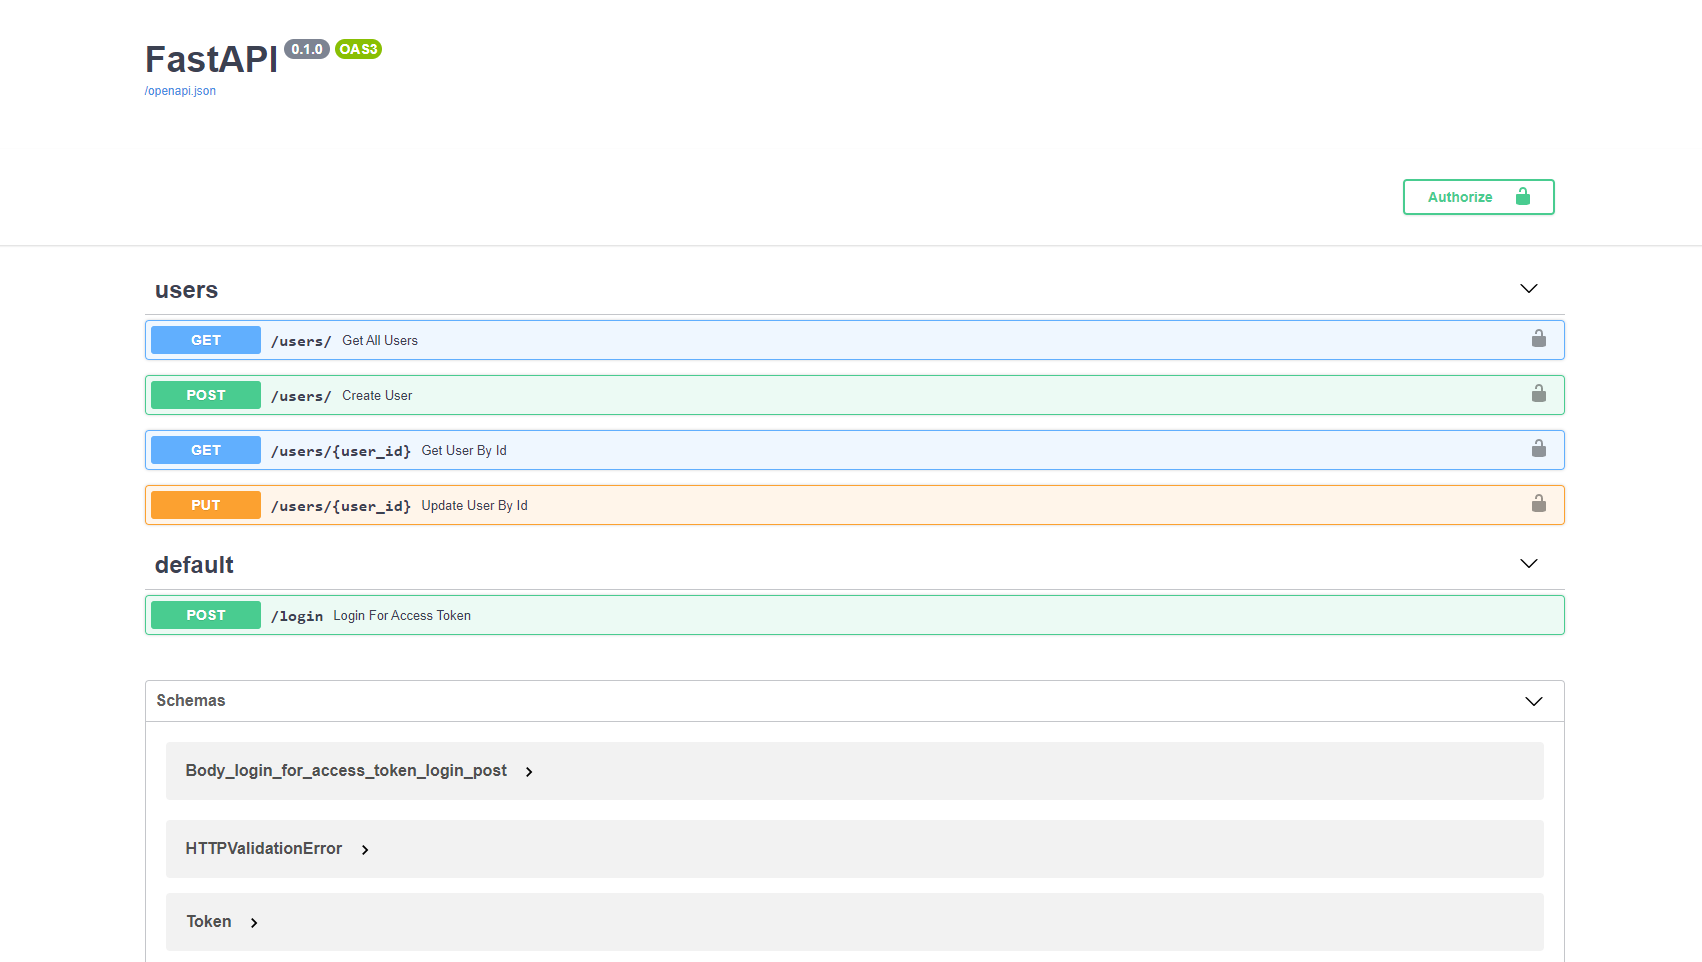 FastAPI 0.1.0 OAS3
/openapi.json
Authorize
users
GET /users/ Get All Users
POST /users/ Create User
GET /users/{user_id} Get User By Id
PUT /users/{user_id} Update User By Id
default
POST /login Login For Access Token
Schemas
Body_login_for_access_token_login_post
HTTPValidationError
Token